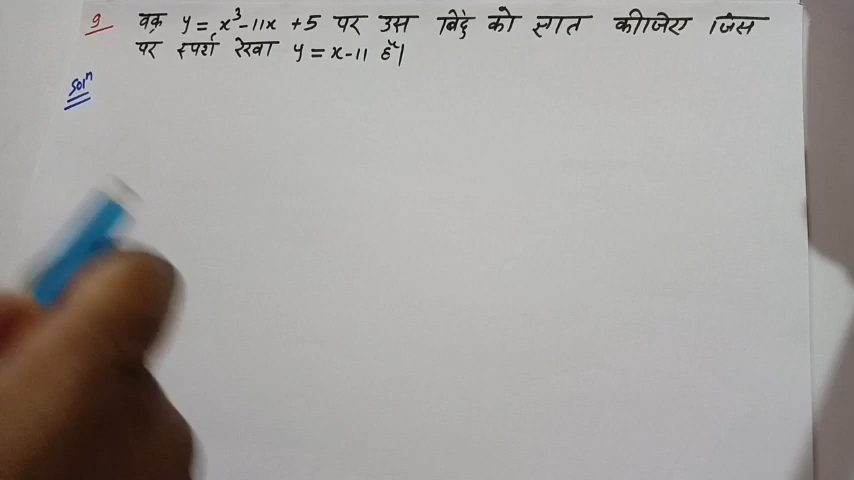 9 वक्र y = x³-11x +5 पर उस बिंदु को ज्ञात कीजिए जिस
पर स्पर्श रेखा y = x-11 है।
Solⁿ